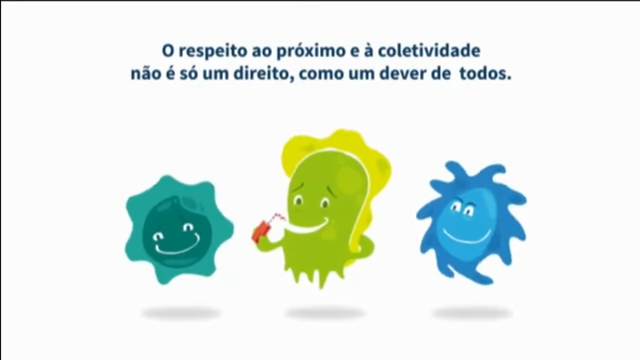 O respeito ao próximo e à coletividade
não é só um direito, como um dever de todos.